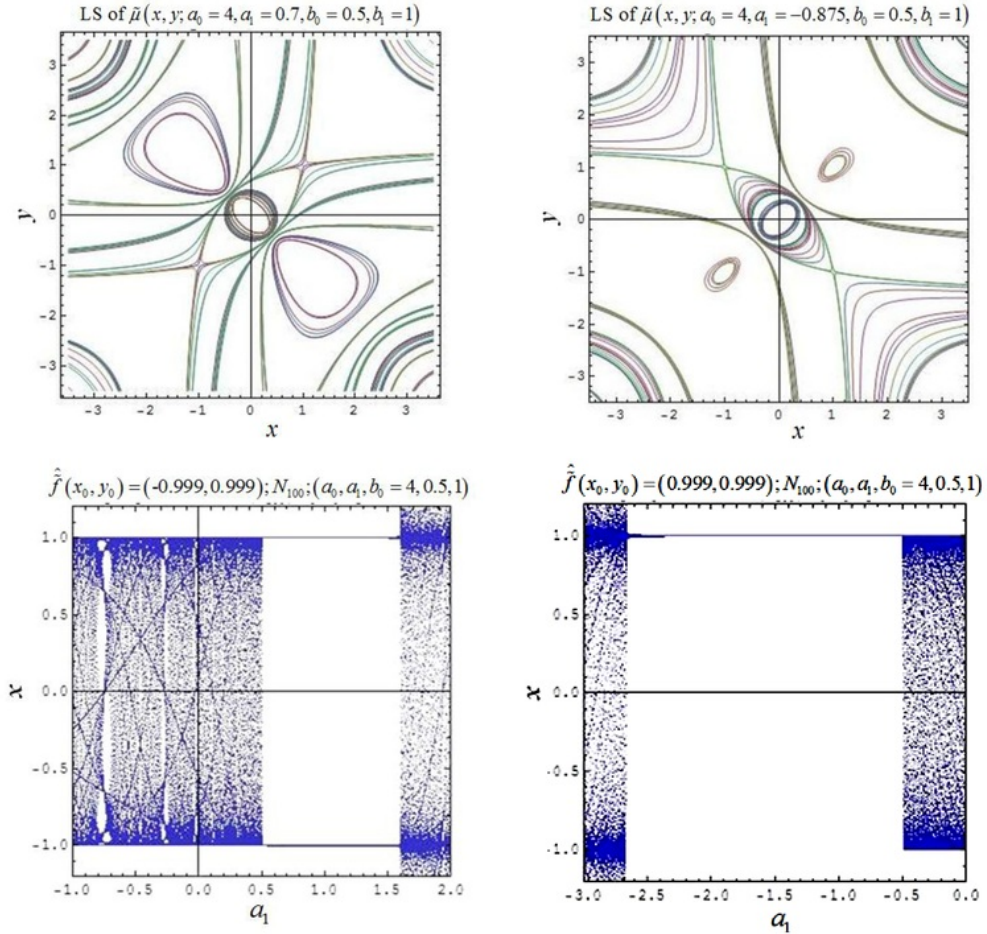 LS of μ̃(x, y; a₀ = 4, a₁ = 0.7, b₀ = 0.5, b₁ = 1)
3
2
1
0
-1
-2
-3
y
-3 -2 -1 0 1 2 3
x
LS of μ̃(x, y; a₀ = 4, a₁ = −0.875, b₀ = 0.5, b₁ = 1)
3
2
1
0
-1
-2
-3
y
-3 -2 -1 0 1 2 3
x
f̃̂(x₀, y₀) = (-0.999, 0.999); N₁₀₀; (a₀, a₁, b₀ = 4, 0.5, 1)
1.0
0.5
0.0
-0.5
-1.0
x
-1.0 -0.5 0.0 0.5 1.0 1.5 2.0
a₁
f̃̂(x₀, y₀) = (0.999, 0.999); N₁₀₀; (a₀, a₁, b₀ = 4, 0.5, 1)
1.0
0.5
0.0
-0.5
-1.0
x
-3.0 -2.5 -2.0 -1.5 -1.0 -0.5 0.0
a₁